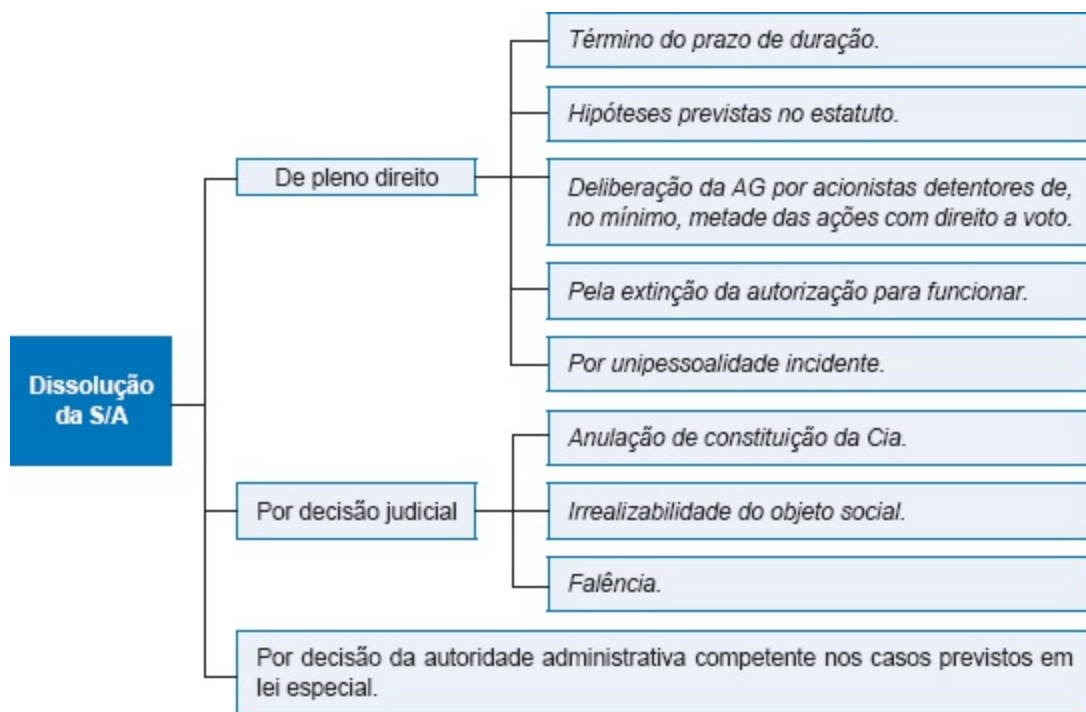 Dissolução
da S/A
De pleno direito
Término do prazo de duração.
Hipóteses previstas no estatuto.
Deliberação da AG por acionistas detentores de,
no mínimo, metade das ações com direito a voto.
Pela extinção da autorização para funcionar.
Por unipessoalidade incidente.
Por decisão judicial
Anulação de constituição da Cia.
Irrealizabilidade do objeto social.
Falência.
Por decisão da autoridade administrativa competente nos casos previstos em
lei especial.